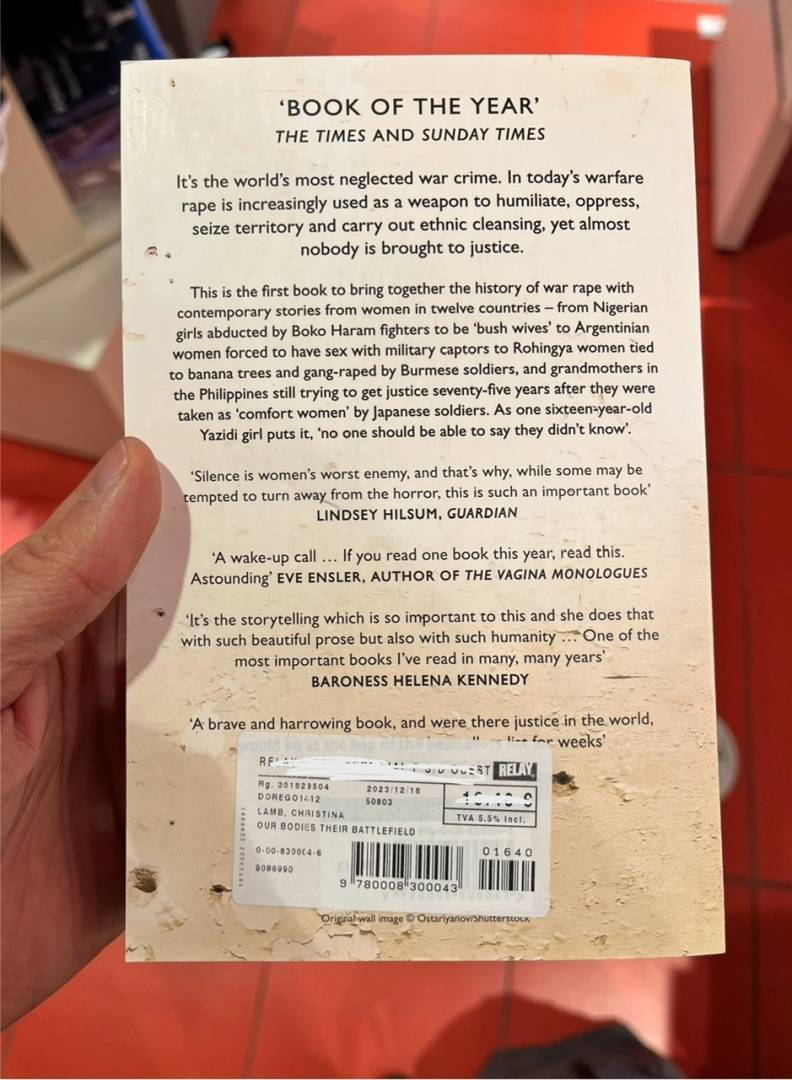 ‘BOOK OF THE YEAR’
THE TIMES AND SUNDAY TIMES
It’s the world’s most neglected war crime. In today’s warfare
rape is increasingly used as a weapon to humiliate, oppress,
seize territory and carry out ethnic cleansing, yet almost
nobody is brought to justice.
This is the first book to bring together the history of war rape with
contemporary stories from women in twelve countries – from Nigerian
girls abducted by Boko Haram fighters to be ‘bush wives’ to Argentinian
women forced to have sex with military captors to Rohingya women tied
to banana trees and gang-raped by Burmese soldiers, and grandmothers in
the Philippines still trying to get justice seventy-five years after they were
taken as ‘comfort women’ by Japanese soldiers. As one sixteen-year-old
Yazidi girl puts it, ‘no one should be able to say they didn’t know’.
‘Silence is women’s worst enemy, and that’s why, while some may be
tempted to turn away from the horror, this is such an important book’
LINDSEY HILSUM, GUARDIAN
‘A wake-up call … If you read one book this year, read this.
Astounding’ EVE ENSLER, AUTHOR OF THE VAGINA MONOLOGUES
‘It’s the storytelling which is so important to this and she does that
with such beautiful prose but also with such humanity … One of the
most important books I’ve read in many, many years’
BARONESS HELENA KENNEDY
‘A brave and harrowing book, and were there justice in the world,
would be at the top of the list for weeks’
RELAY
Rg. 301829504 2023/12/18
50803
LAMB, CHRISTINA
TVA 5.5% Incl.
OUR BODIES THEIR BATTLEFIELD
01640
9086990
9 780008 300043
Original wall image © Ostariyanov/Shutterstock